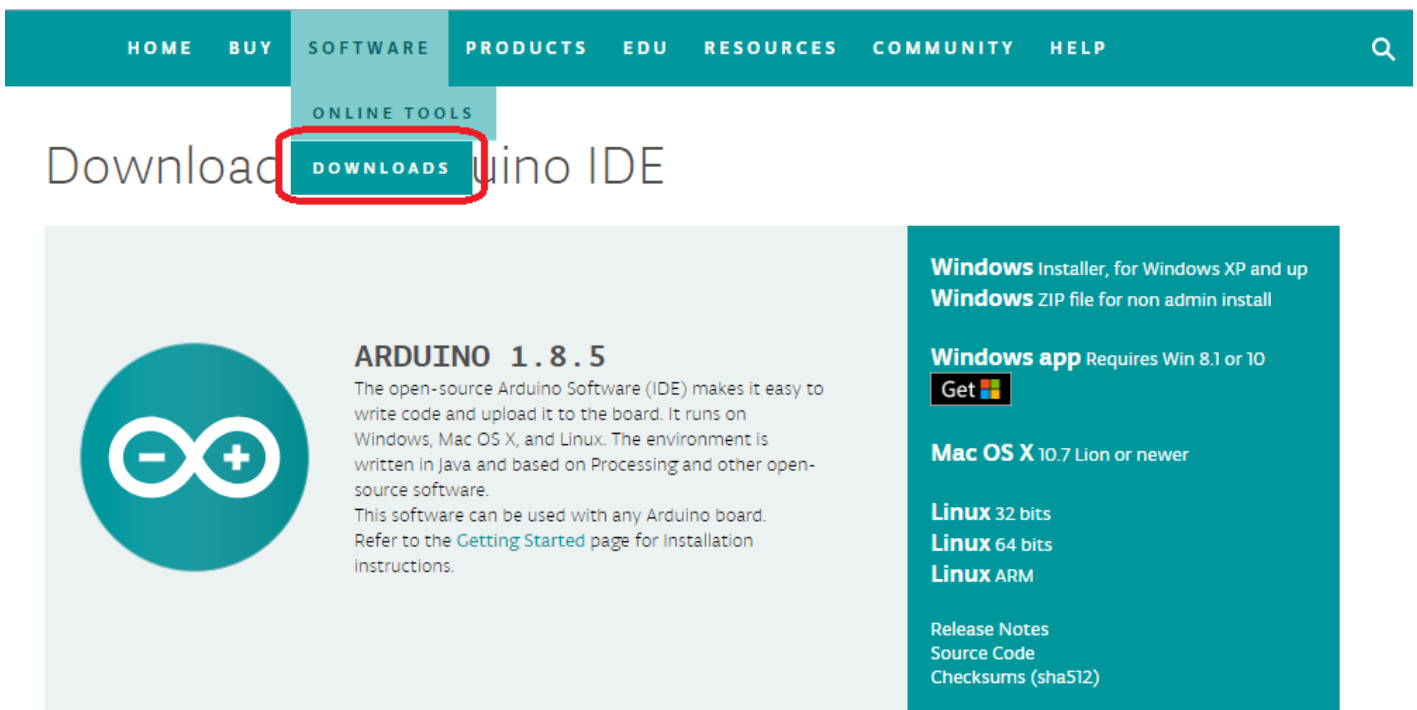 HOME BUY SOFTWARE PRODUCTS EDU RESOURCES COMMUNITY HELP
ONLINE TOOLS
DOWNLOADS
Downloa uino IDE
ARDUINO 1.8.5
The open-source Arduino Software (IDE) makes it easy to
write code and upload it to the board. It runs on
Windows, Mac OS X, and Linux. The environment is
written in Java and based on Processing and other open-
source software.
This software can be used with any Arduino board.
Refer to the Getting Started page for Installation
instructions.
Windows Installer, for Windows XP and up
Windows ZIP file for non admin install
Windows app Requires Win 8.1 or 10
Get
Mac OS X 10.7 Lion or newer
Linux 32 bits
Linux 64 bits
Linux ARM
Release Notes
Source Code
Checksums (sha512)